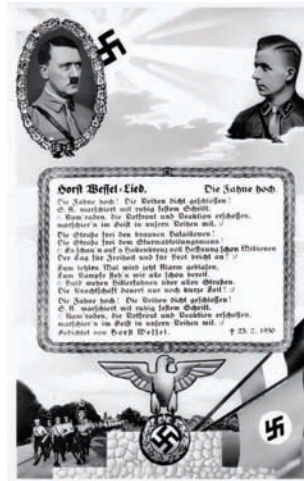 Horst Wessel-Lied. Die Fahne hoch.
Die Fahne hoch! Die Reihen dicht geschlossen!
S. A. marschiert mit ruhig festem Schritt.
: Kam'raden, die Rotfront und Reaktion erschossen,
marschier'n im Geist in unsern Reihen mit. :
Die Straße frei den braunen Bataillonen!
Die Straße frei dem Sturmabteilungsmann!
: Es schau'n auf's Hakenkreuz voll Hoffnung schon Millionen
Der Tag für Freiheit und für Brot bricht an! :
Zum letzten Mal wird jetzt Alarm geblasen,
Zum Kampfe steh'n wir alle schon bereit.
: Bald wehen Hitlerfahnen über allen Straßen.
Die Knechtschaft dauert nur noch kurze Zeit! :
Die Fahne hoch! Die Reihen dicht geschlossen!
S. A. marschiert mit ruhig festem Schritt.
: Kam'raden, die Rotfront und Reaktion erschossen,
marschier'n im Geist in unsern Reihen mit. :
Gedichtet von Horst Wessel. † 23. 2. 1930